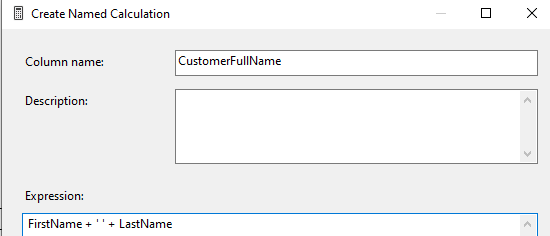 Create Named Calculation
Column name: CustomerFullName
Description:
Expression:
FirstName + ' ' + LastName